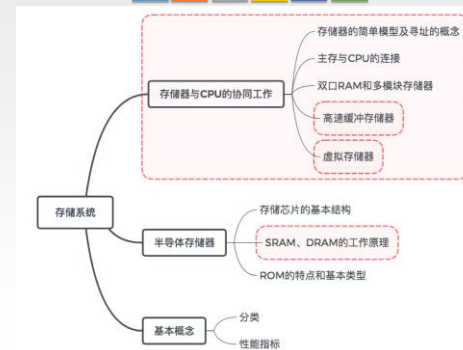 存储器的简单模型及寻址的概念
主存与CPU的连接
存储器与CPU的协同工作
双口RAM和多模块存储器
高速缓冲存储器
虚拟存储器
存储系统
存储芯片的基本结构
半导体存储器
SRAM、DRAM的工作原理
ROM的特点和基本类型
分类
基本概念
性能指标